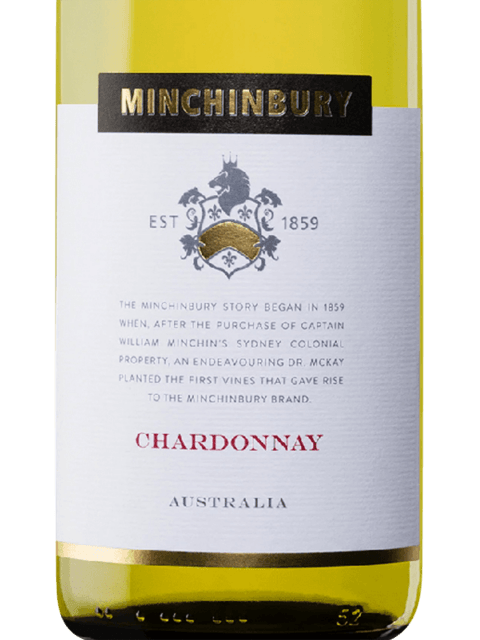 MINCHINBURY
EST 1859
THE MINCHINBURY STORY BEGAN IN 1859
WHEN, AFTER THE PURCHASE OF CAPTAIN
WILLIAM MINCHIN'S SYDNEY COLONIAL
PROPERTY, AN ENDEAVOURING DR. MCKAY
PLANTED THE FIRST VINES THAT GAVE RISE
TO THE MINCHINBURY BRAND.
CHARDONNAY
AUSTRALIA
52